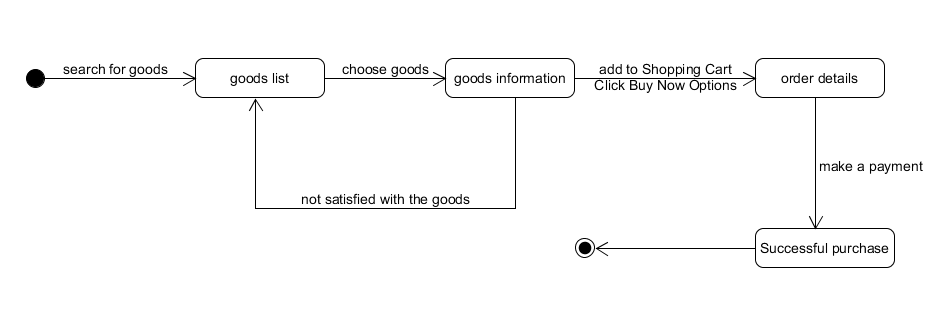 search for goods
goods list
choose goods
goods information
add to Shopping Cart
Click Buy Now Options
order details
make a payment
not satisfied with the goods
Successful purchase